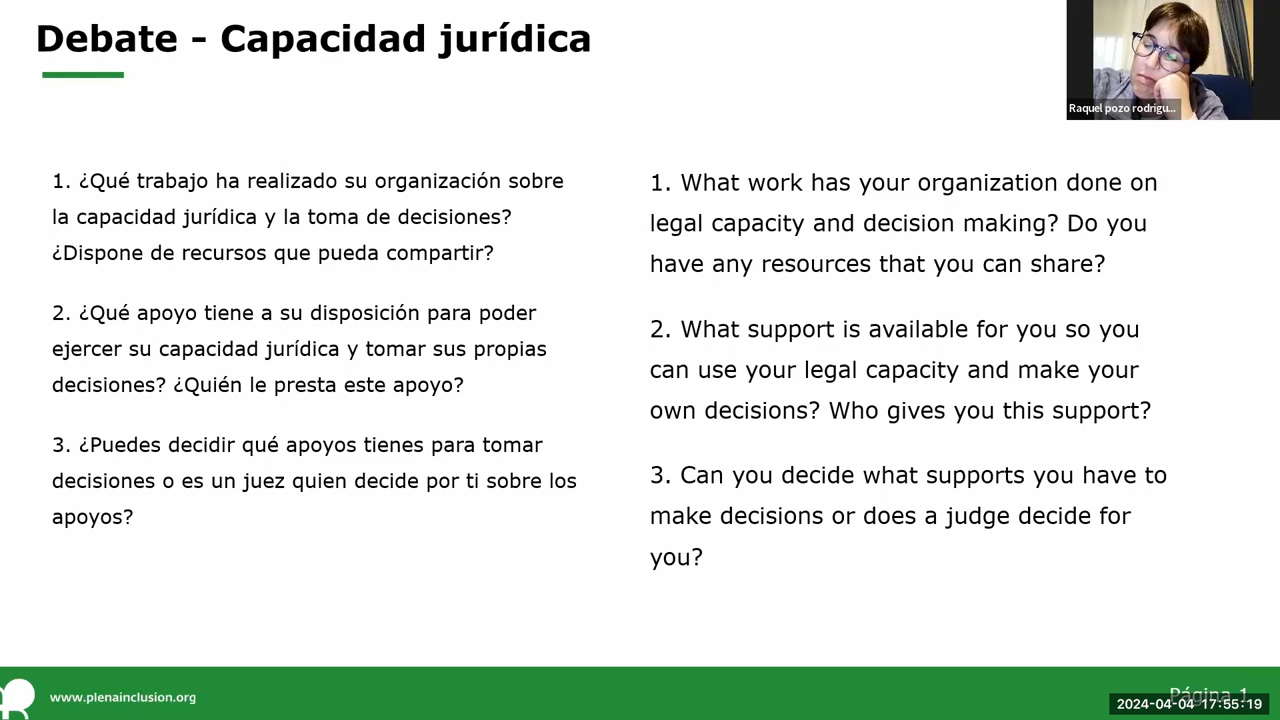 Debate - Capacidad jurídica
Raquel pozo rodrigu...
1. ¿Qué trabajo ha realizado su organización sobre
la capacidad jurídica y la toma de decisiones?
¿Dispone de recursos que pueda compartir?
2. ¿Qué apoyo tiene a su disposición para poder
ejercer su capacidad jurídica y tomar sus propias
decisiones? ¿Quién le presta este apoyo?
3. ¿Puedes decidir qué apoyos tienes para tomar
decisiones o es un juez quien decide por ti sobre los
apoyos?
1. What work has your organization done on
legal capacity and decision making? Do you
have any resources that you can share?
2. What support is available for you so you
can use your legal capacity and make your
own decisions? Who gives you this support?
3. Can you decide what supports you have to
make decisions or does a judge decide for
you?
www.plenainclusion.org
Página 1
2024-04-04 17:55:19